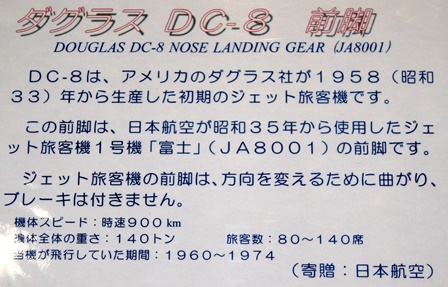 ダグラス DC-8 前脚
DOUGLAS DC-8 NOSE LANDING GEAR (JA8001)
DC-8は、アメリカのダグラス社が1958（昭和
33）年から生産した初期のジェット旅客機です。
この前脚は、日本航空が昭和35年から使用したジェ
ット旅客機1号機「富士」（JA8001）の前脚です。
ジェット旅客機の前脚は、方向を変えるために曲がり、
ブレーキは付きません。
機体スピード：時速900km
機体全体の重さ：140トン 旅客数：80～140席
当機が飛行していた期間：1960～1974
（寄贈：日本航空）